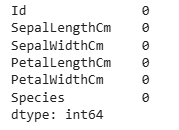 Id 0
SepalLengthCm 0
SepalWidthCm 0
PetalLengthCm 0
PetalWidthCm 0
Species 0
dtype: int64